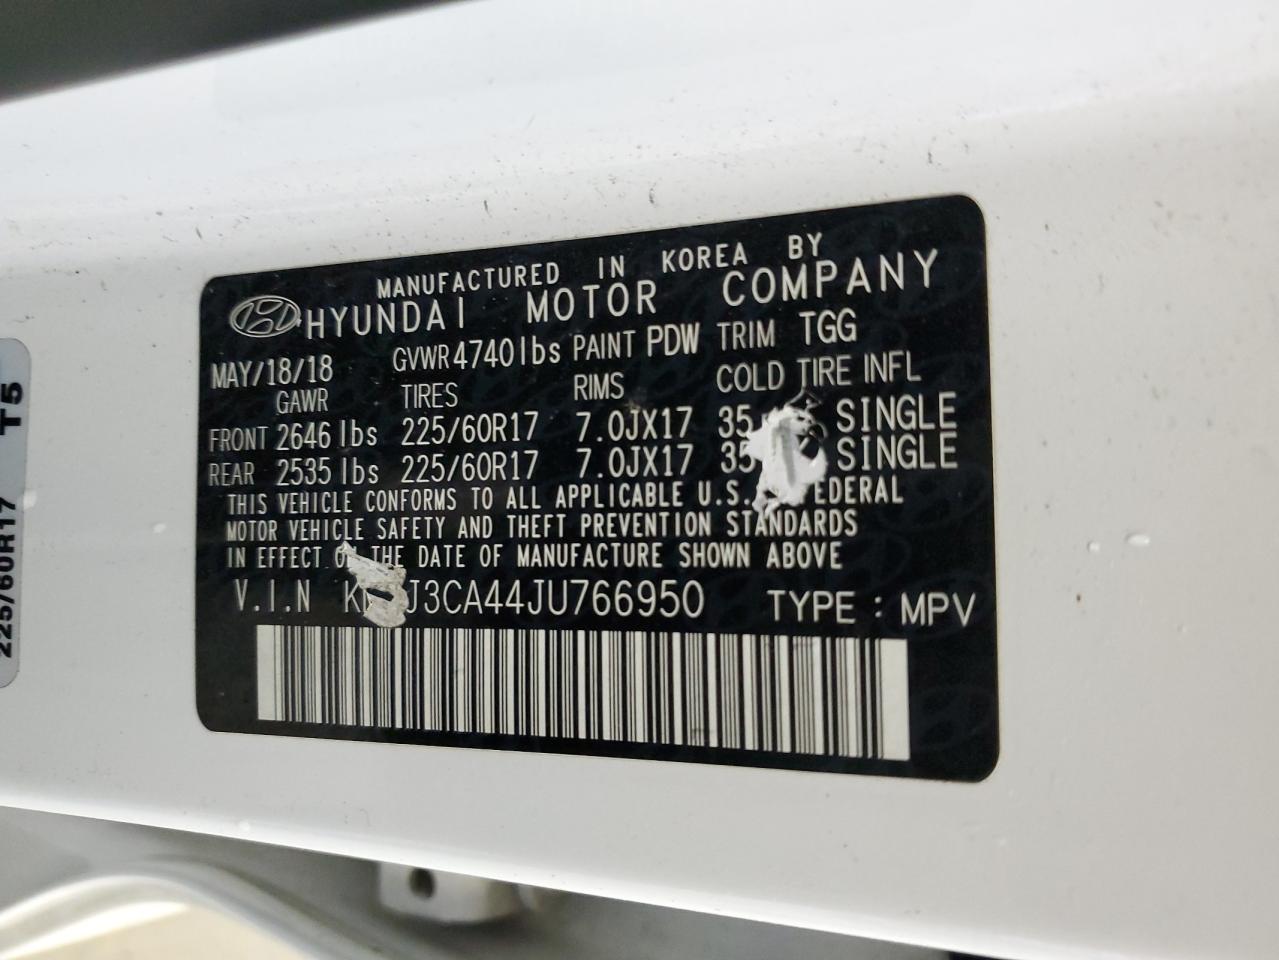 MANUFACTURED IN KOREA BY
HYUNDAI MOTOR COMPANY
MAY/18/18 GVWR 4740 lbs PAINT PDW TRIM TGG
GAWR TIRES RIMS COLD TIRE INFL
FRONT 2646 lbs 225/60R17 7.0JX17 35 SINGLE
REAR 2535 lbs 225/60R17 7.0JX17 35 SINGLE
THIS VEHICLE CONFORMS TO ALL APPLICABLE U.S. FEDERAL
MOTOR VEHICLE SAFETY AND THEFT PREVENTION STANDARDS
IN EFFECT THE DATE OF MANUFACTURE SHOWN ABOVE
V.I.N J3CA44JU766950 TYPE : MPV
225/60R17 T5